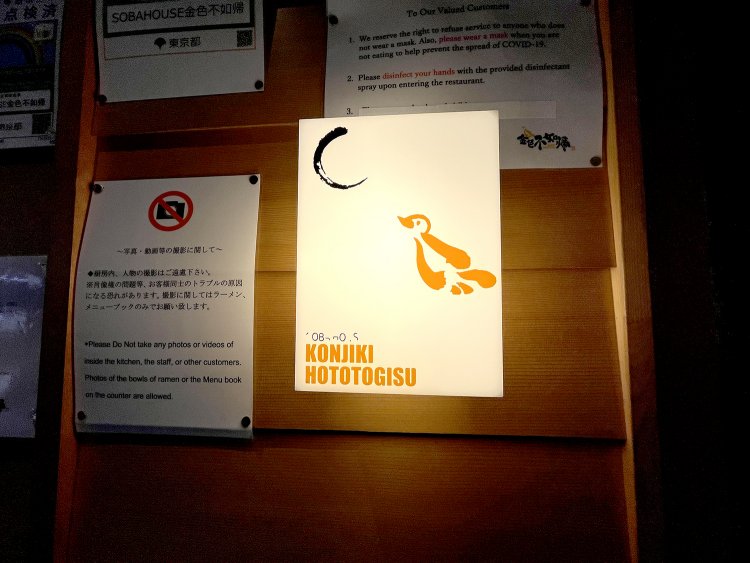 点検済
SOBAHOUSE金色不如帰
東京都
To Our Valued Customers
1. We reserve the right to refuse service to anyone who does
not wear a mask. Also, please wear a mask when you are
not eating to help prevent the spread of COVID-19.
2. Please disinfect your hands with the provided disinfectant
spray upon entering the restaurant.
3.
金色不如帰
～写真・動画等の撮影に関して～
◆厨房内、人物の撮影はご遠慮下さい。
※肖像権の問題等、お客様同士のトラブルの原因
になる恐れがあります。撮影に関してはラーメン、
メニューブックのみでお願い致します。
*Please Do Not take any photos or videos of
inside the kitchen, the staff, or other customers.
Photos of the bowls of ramen or the Menu book
on the counter are allowed.
KONJIKI
HOTOTOGISU